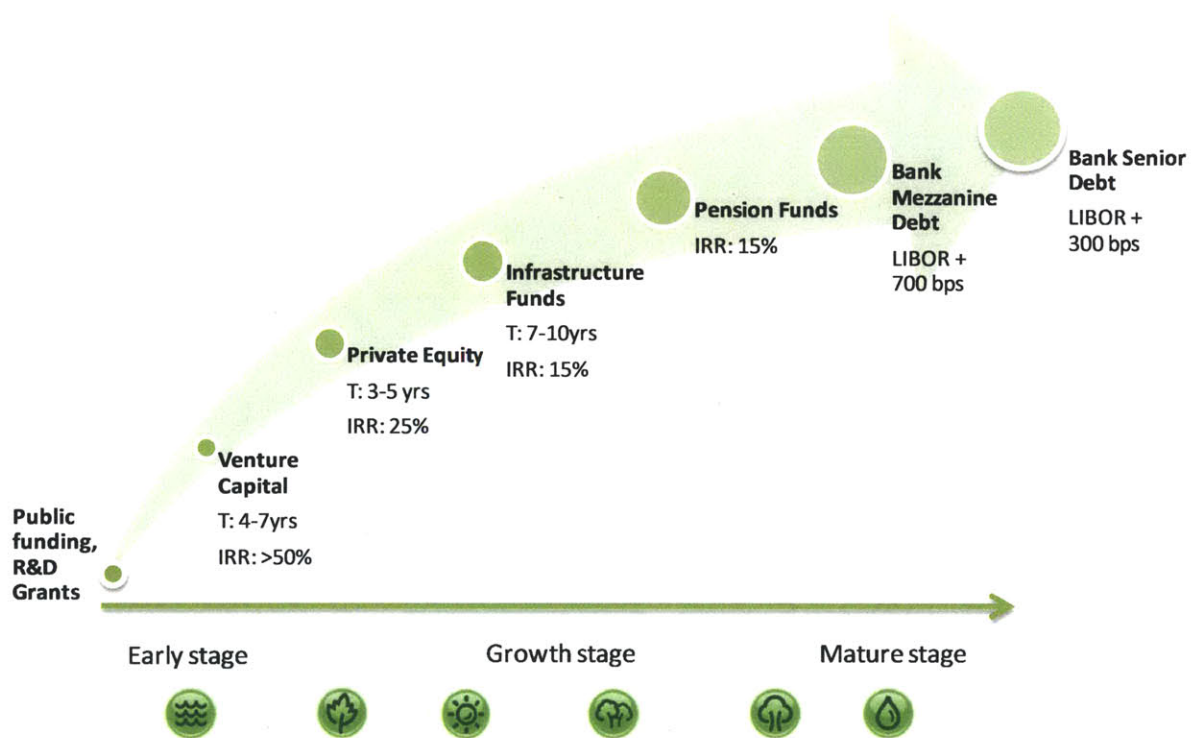 Public
funding,
R&D
Grants
Venture
Capital
T: 4-7yrs
IRR: >50%
Private Equity
T: 3-5 yrs
IRR: 25%
Infrastructure
Funds
T: 7-10yrs
IRR: 15%
Pension Funds
IRR: 15%
Bank
Mezzanine
Debt
LIBOR +
700 bps
Bank Senior
Debt
LIBOR +
300 bps
Early stage
Growth stage
Mature stage